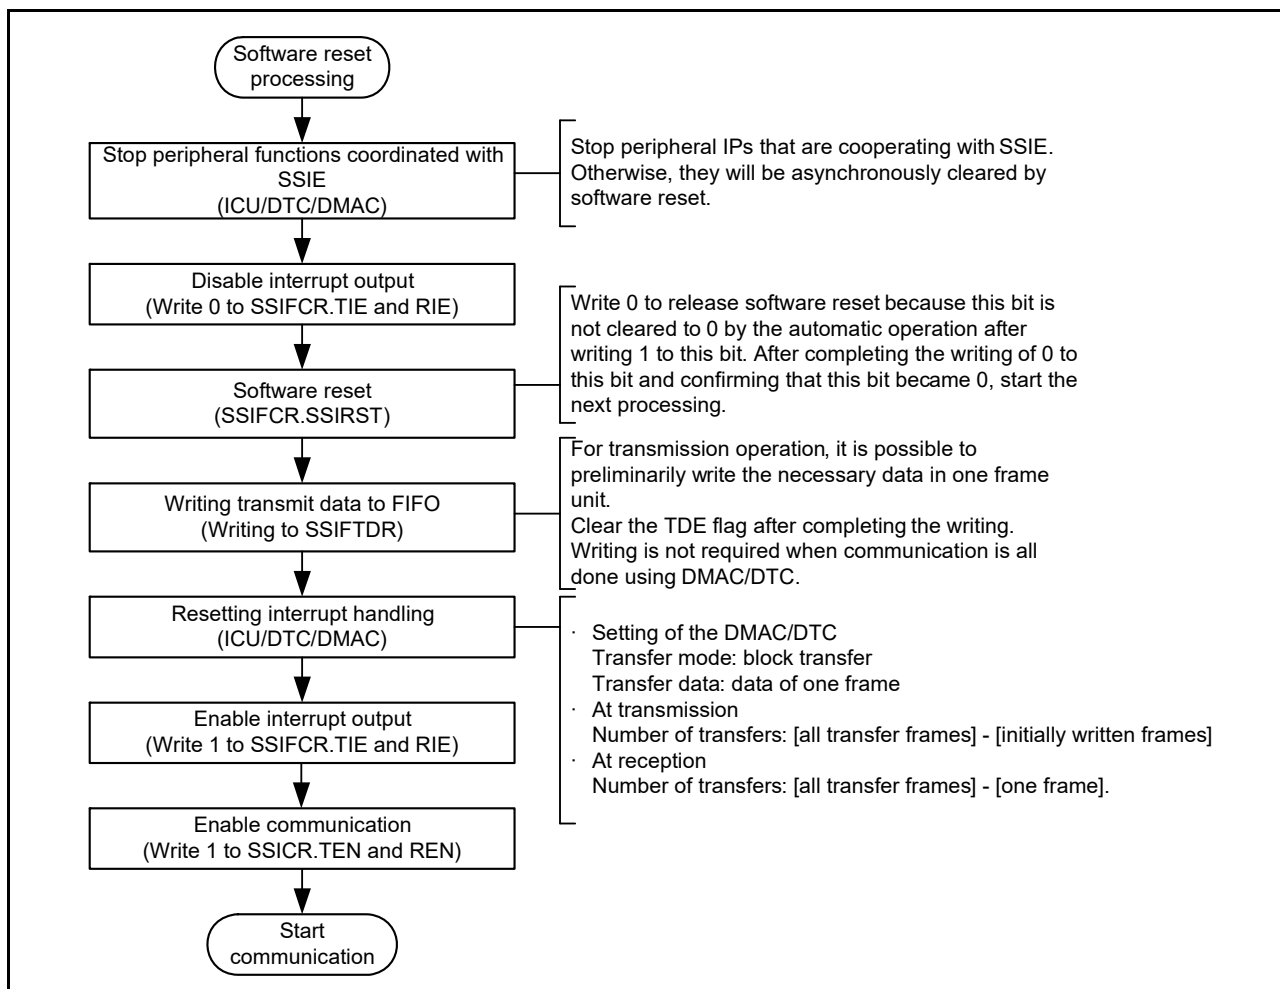 Software reset
processing
Stop peripheral functions coordinated with
SSIE
(ICU/DTC/DMAC)
Stop peripheral IPs that are cooperating with SSIE.
Otherwise, they will be asynchronously cleared by
software reset.
Disable interrupt output
(Write 0 to SSIFCR.TIE and RIE)
Software reset
(SSIFCR.SSIRST)
Write 0 to release software reset because this bit is
not cleared to 0 by the automatic operation after
writing 1 to this bit. After completing the writing of 0 to
this bit and confirming that this bit became 0, start the
next processing.
Writing transmit data to FIFO
(Writing to SSIFTDR)
For transmission operation, it is possible to
preliminarily write the necessary data in one frame
unit.
Clear the TDE flag after completing the writing.
Writing is not required when communication is all
done using DMAC/DTC.
Resetting interrupt handling
(ICU/DTC/DMAC)
· Setting of the DMAC/DTC
Transfer mode: block transfer
Transfer data: data of one frame
· At transmission
Number of transfers: [all transfer frames] - [initially written frames]
· At reception
Number of transfers: [all transfer frames] - [one frame].
Enable interrupt output
(Write 1 to SSIFCR.TIE and RIE)
Enable communication
(Write 1 to SSICR.TEN and REN)
Start
communication